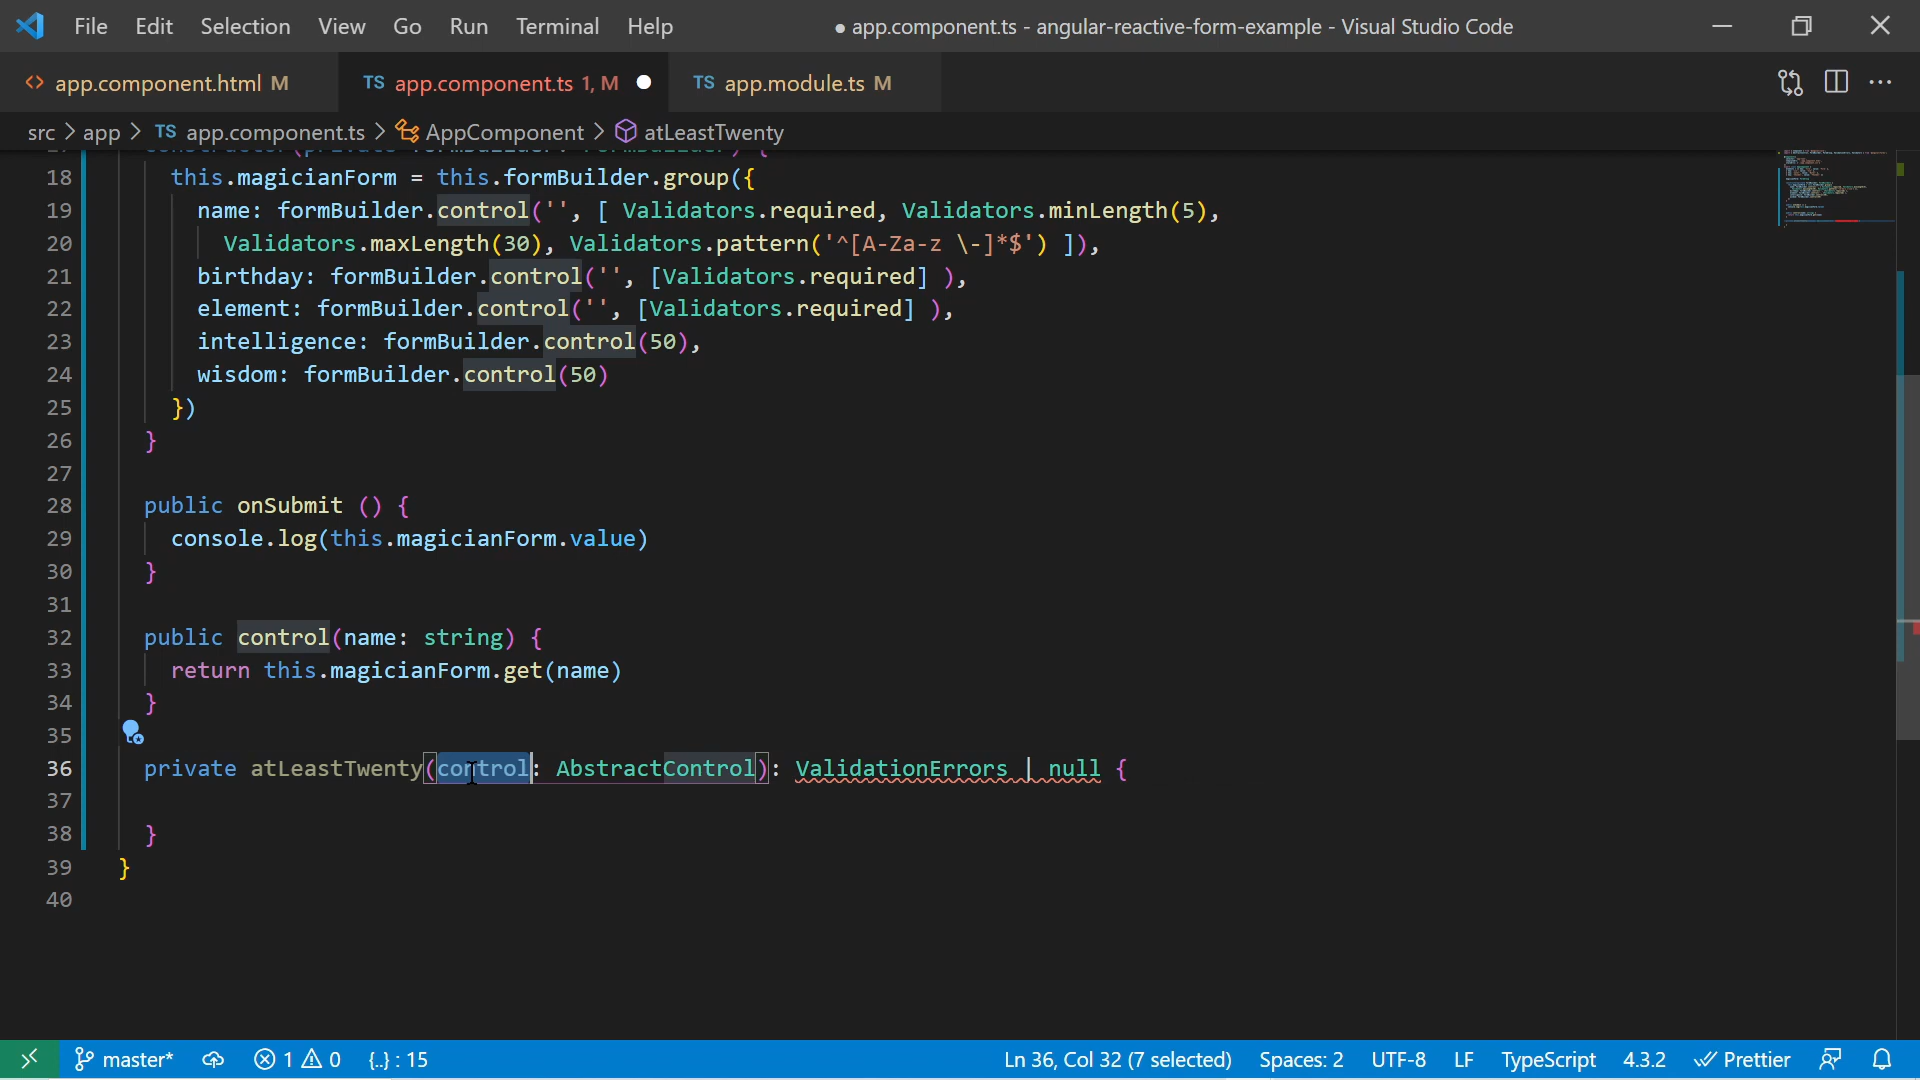 File Edit Selection View Go Run Terminal Help ● app.component.ts - angular-reactive-form-example - Visual Studio Code
<> app.component.html M TS app.component.ts 1, M TS app.module.ts M
src > app > TS app.component.ts > AppComponent > atLeastTwenty
18 this.magicianForm = this.formBuilder.group({
19 name: formBuilder.control('', [ Validators.required, Validators.minLength(5),
20 Validators.maxLength(30), Validators.pattern('^[A-Za-z \-]*$') ]),
21 birthday: formBuilder.control('', [Validators.required] ),
22 element: formBuilder.control('', [Validators.required] ),
23 intelligence: formBuilder.control(50),
24 wisdom: formBuilder.control(50)
25 })
26 }
27
28 public onSubmit () {
29 console.log(this.magicianForm.value)
30 }
31
32 public control(name: string) {
33 return this.magicianForm.get(name)
34 }
35
36 private atLeastTwenty(control: AbstractControl): ValidationErrors | null {
37
38 }
39 }
40
master* 1 0 {..} : 15 Ln 36, Col 32 (7 selected) Spaces: 2 UTF-8 LF TypeScript 4.3.2 Prettier